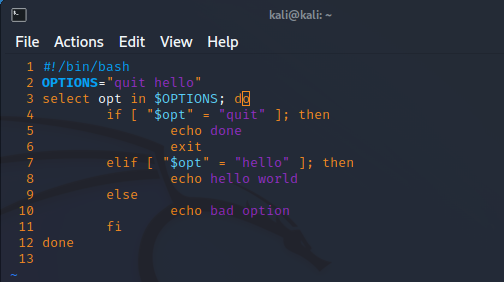 kali@kali: ~
File Actions Edit View Help
1 #!/bin/bash
2 OPTIONS="quit hello"
3 select opt in $OPTIONS; do
4         if [ "$opt" = "quit" ]; then
5                 echo done
6                 exit
7         elif [ "$opt" = "hello" ]; then
8                 echo hello world
9         else
10                 echo bad option
11         fi
12 done
13
~